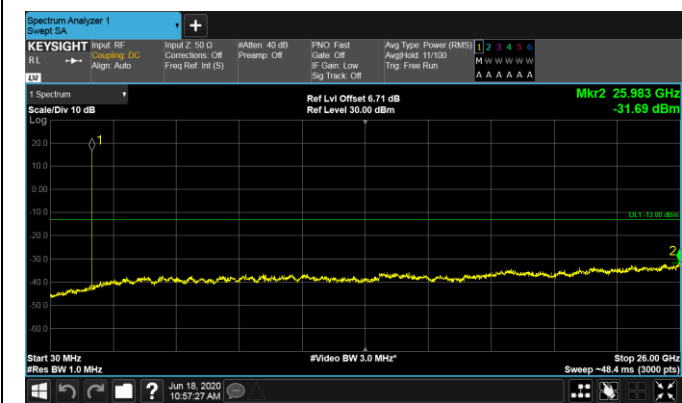 Spectrum Analyzer 1
Swept SA
+
KEYSIGHT Input: RF Input Z: 50 Ω #Atten: 40 dB PNO: Fast Avg Type: Power (RMS) 1 2 3 4 5 6
RL Coupling: DC Corrections: Off Preamp: Off Gate: Off Avg|Hold: 11/100 M W W W W W
Align: Auto Freq Ref: Int (S) IF Gain: Low Trig: Free Run
LXI Sig Track: Off A A A A A A
1 Spectrum Ref Lvl Offset 6.71 dB Mkr2 25.983 GHz
Scale/Div 10 dB Ref Level 30.00 dBm -31.69 dBm
Log
20.0 1
10.0
0.00
-10.0 DL1 -13.00 dBm
-20.0
-30.0 2
-40.0
-50.0
-60.0
Start 30 MHz #Video BW 3.0 MHz* Stop 26.00 GHz
#Res BW 1.0 MHz Sweep ~48.4 ms (3000 pts)
? Jun 18, 2020
10:57:27 AM